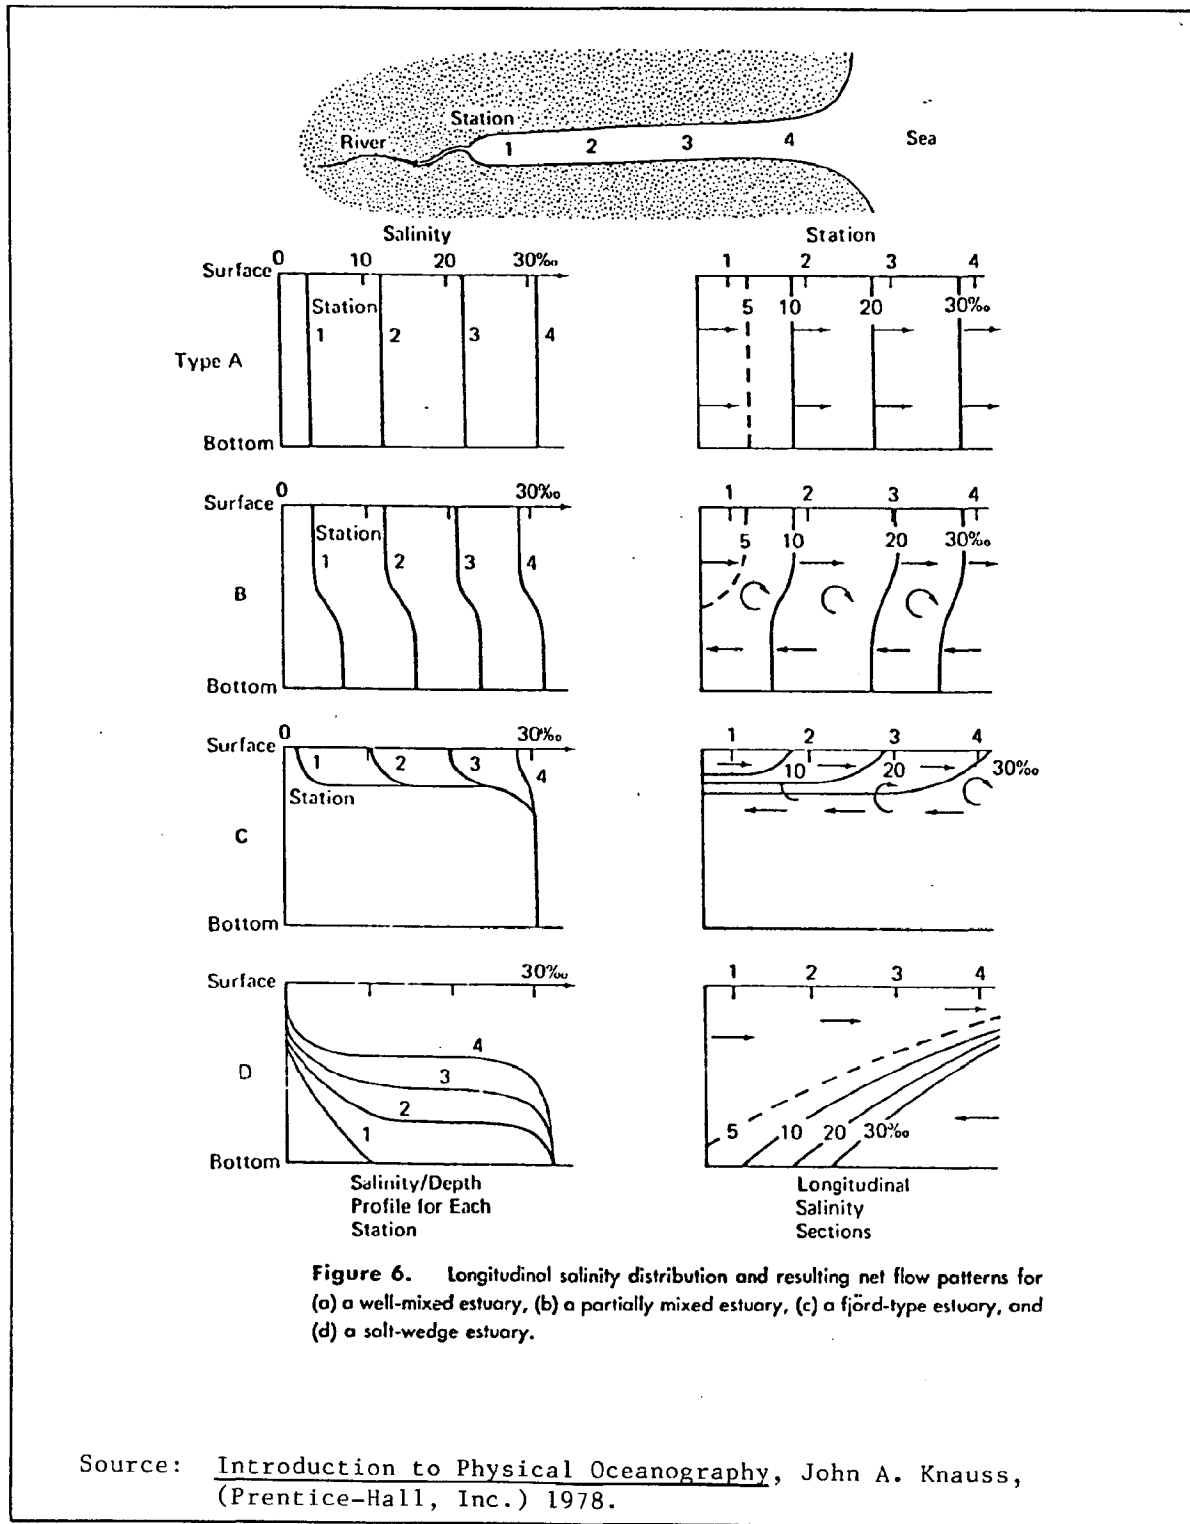 Station
River 1 2 3 4 Sea
Salinity
0 10 20 30‰
Surface
Station
1 2 3 4
Type A
Bottom
Station
1 2 3 4
5 10 20 30‰
0 30‰
Surface
Station
1 2 3 4
B
Bottom
1 2 3 4
5 10 20 30‰
0 30‰
Surface
1 2 3 4
Station
C
Bottom
1 2 3 4
10 20 30‰
30‰
Surface
4
3
2
1
D
Bottom
1 2 3 4
5 10 20 30‰
Salinity/Depth
Profile for Each
Station
Longitudinal
Salinity
Sections
Figure 6. Longitudinal salinity distribution and resulting net flow patterns for
(a) a well-mixed estuary, (b) a partially mixed estuary, (c) a fjörd-type estuary, and
(d) a salt-wedge estuary.
Source: Introduction to Physical Oceanography, John A. Knauss,
(Prentice-Hall, Inc.) 1978.